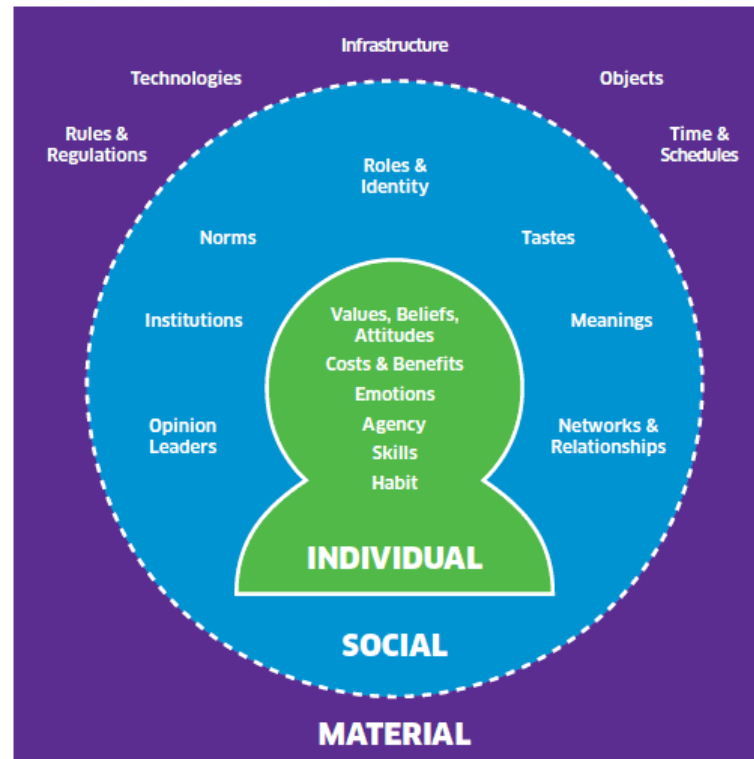 Infrastructure
Technologies
Objects
Rules &
Regulations
Time &
Schedules
Roles &
Identity
Norms
Tastes
Institutions
Values, Beliefs,
Attitudes
Meanings
Costs & Benefits
Emotions
Agency
Opinion
Leaders
Networks &
Relationships
Skills
Habit
INDIVIDUAL
SOCIAL
MATERIAL